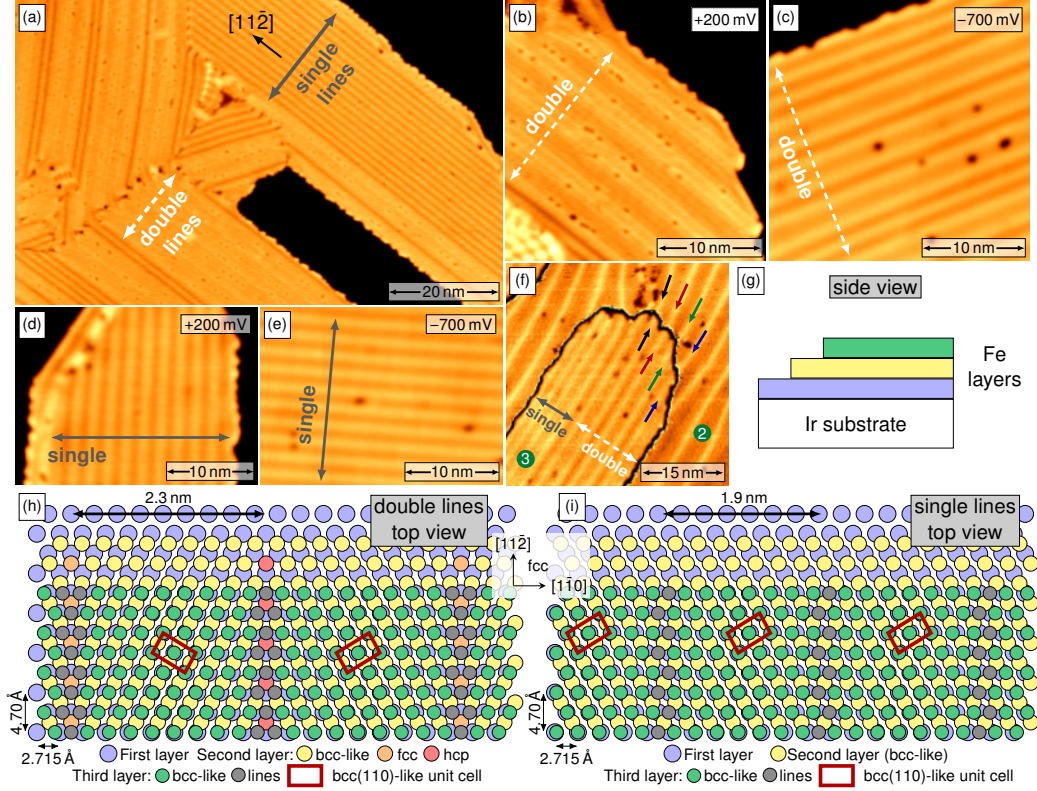 (a)
[112̄]
single
lines
double
lines
20 nm
(b)
+200 mV
double
10 nm
(c)
−700 mV
double
10 nm
(d)
+200 mV
single
10 nm
(e)
−700 mV
single
10 nm
(f)
single
double
2
3
15 nm
(g)
side view
Fe
layers
Ir substrate
(h)
2.3 nm
double lines
top view
[112̄]
fcc
[11̄0]
4.70 Å
2.715 Å
First layer Second layer: bcc-like fcc hcp
Third layer: bcc-like lines bcc(110)-like unit cell
(i)
1.9 nm
single lines
top view
4.70 Å
2.715 Å
First layer Second layer (bcc-like)
Third layer: bcc-like lines bcc(110)-like unit cell